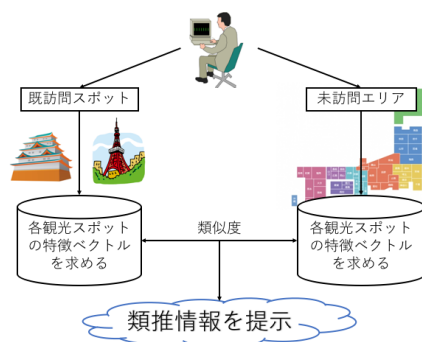 既訪問スポット
未訪問エリア
各観光スポット
の特徴ベクトル
を求める
類似度
各観光スポット
の特徴ベクトル
を求める
類推情報を提示